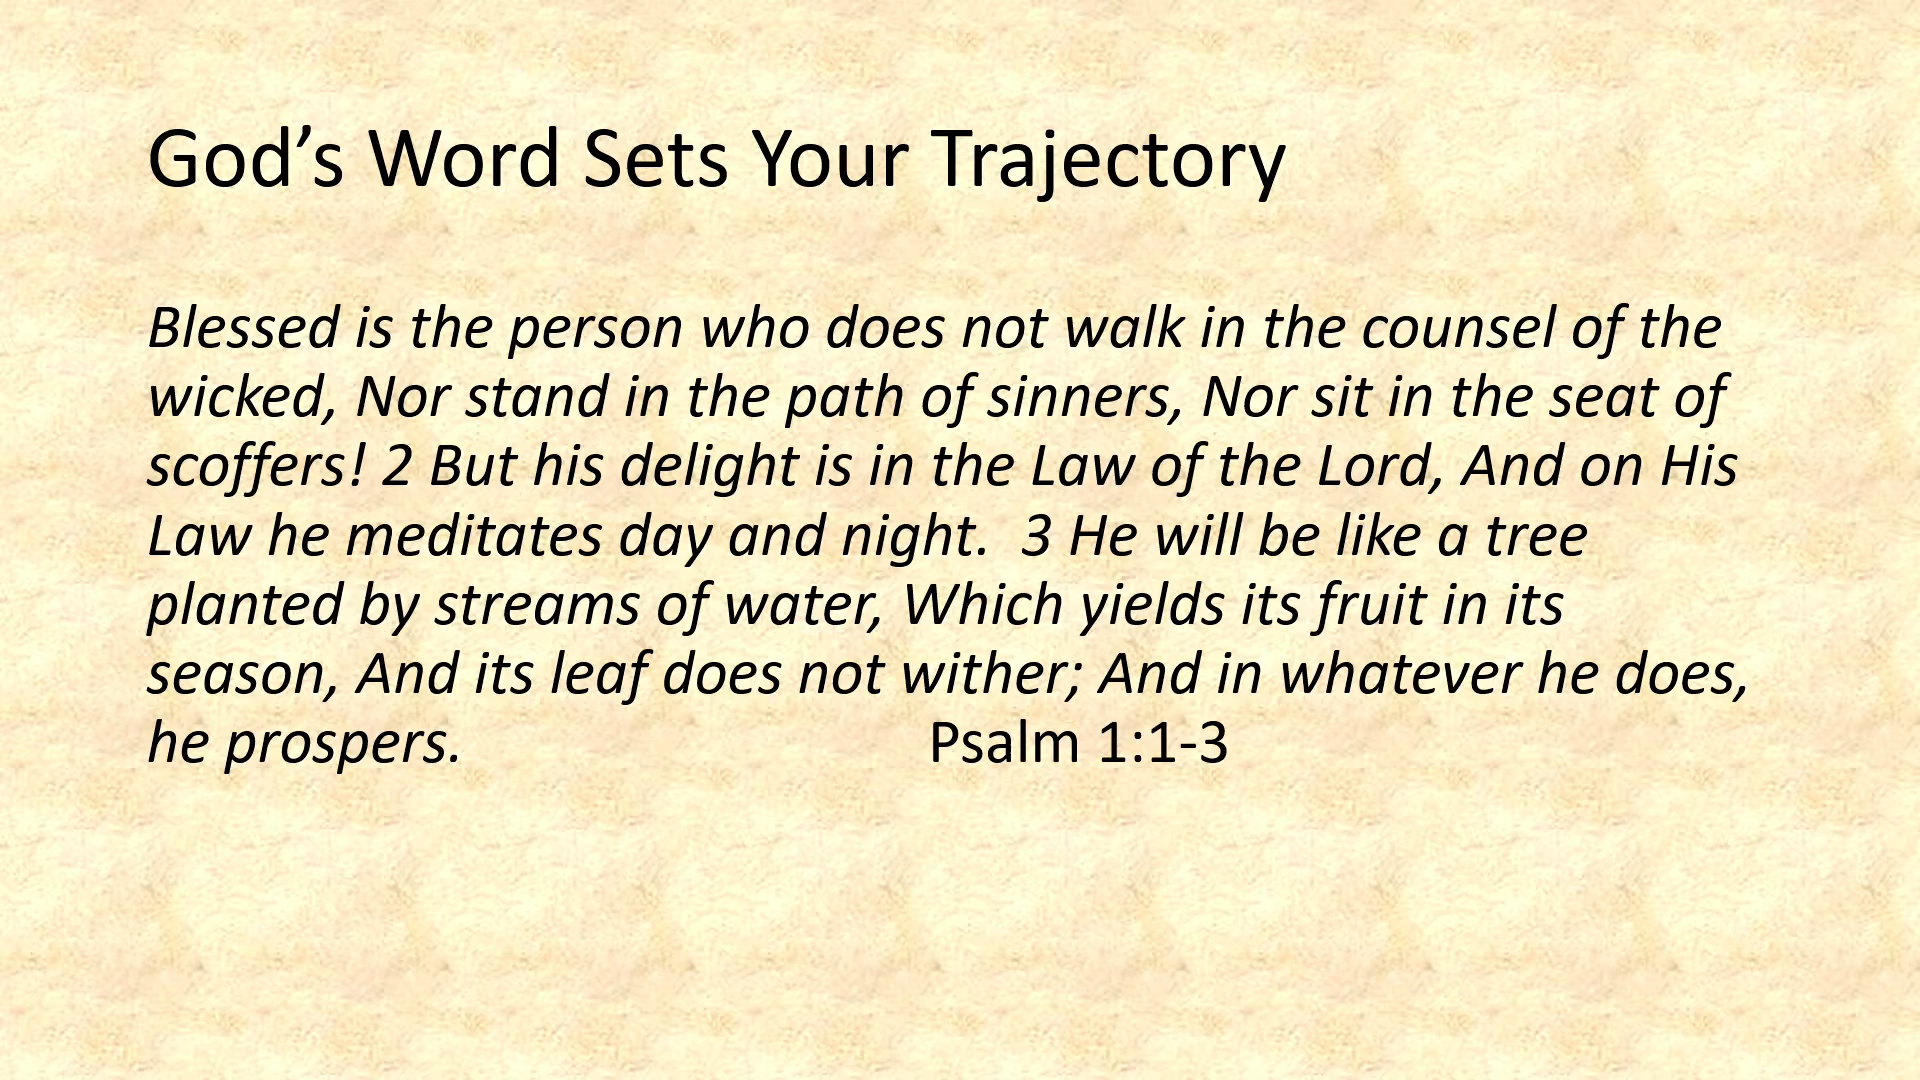 God’s Word Sets Your Trajectory
Blessed is the person who does not walk in the counsel of the
wicked, Nor stand in the path of sinners, Nor sit in the seat of
scoffers! 2 But his delight is in the Law of the Lord, And on His
Law he meditates day and night.  3 He will be like a tree
planted by streams of water, Which yields its fruit in its
season, And its leaf does not wither; And in whatever he does,
he prospers. Psalm 1:1-3